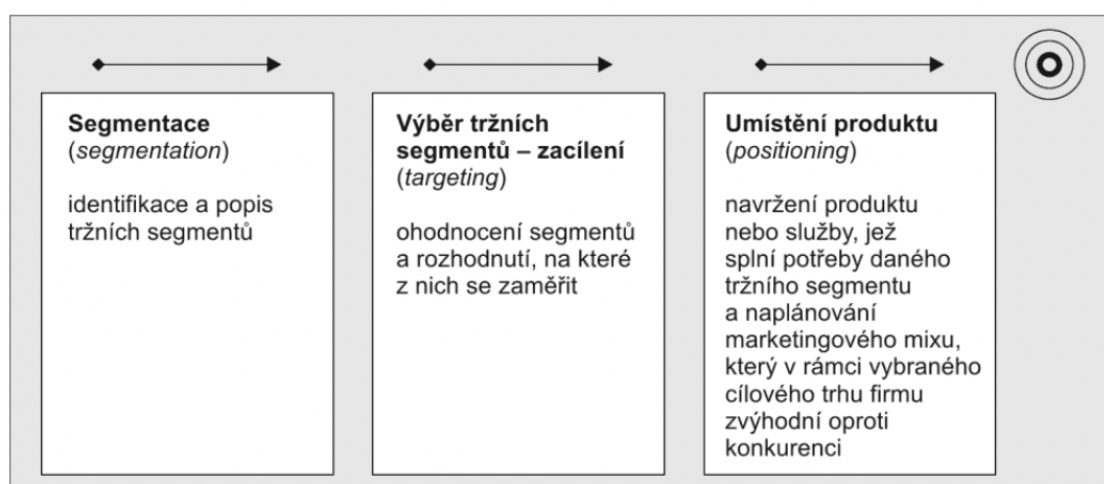 Segmentace
(segmentation)
identifikace a popis
tržních segmentů
Výběr tržních
segmentů – zacílení
(targeting)
ohodnocení segmentů
a rozhodnutí, na které
z nich se zaměřit
Umístění produktu
(positioning)
navržení produktu
nebo služby, jež
splní potřeby daného
tržního segmentu
a naplánování
marketingového mixu,
který v rámci vybraného
cílového trhu firmu
zvýhodní oproti
konkurenci